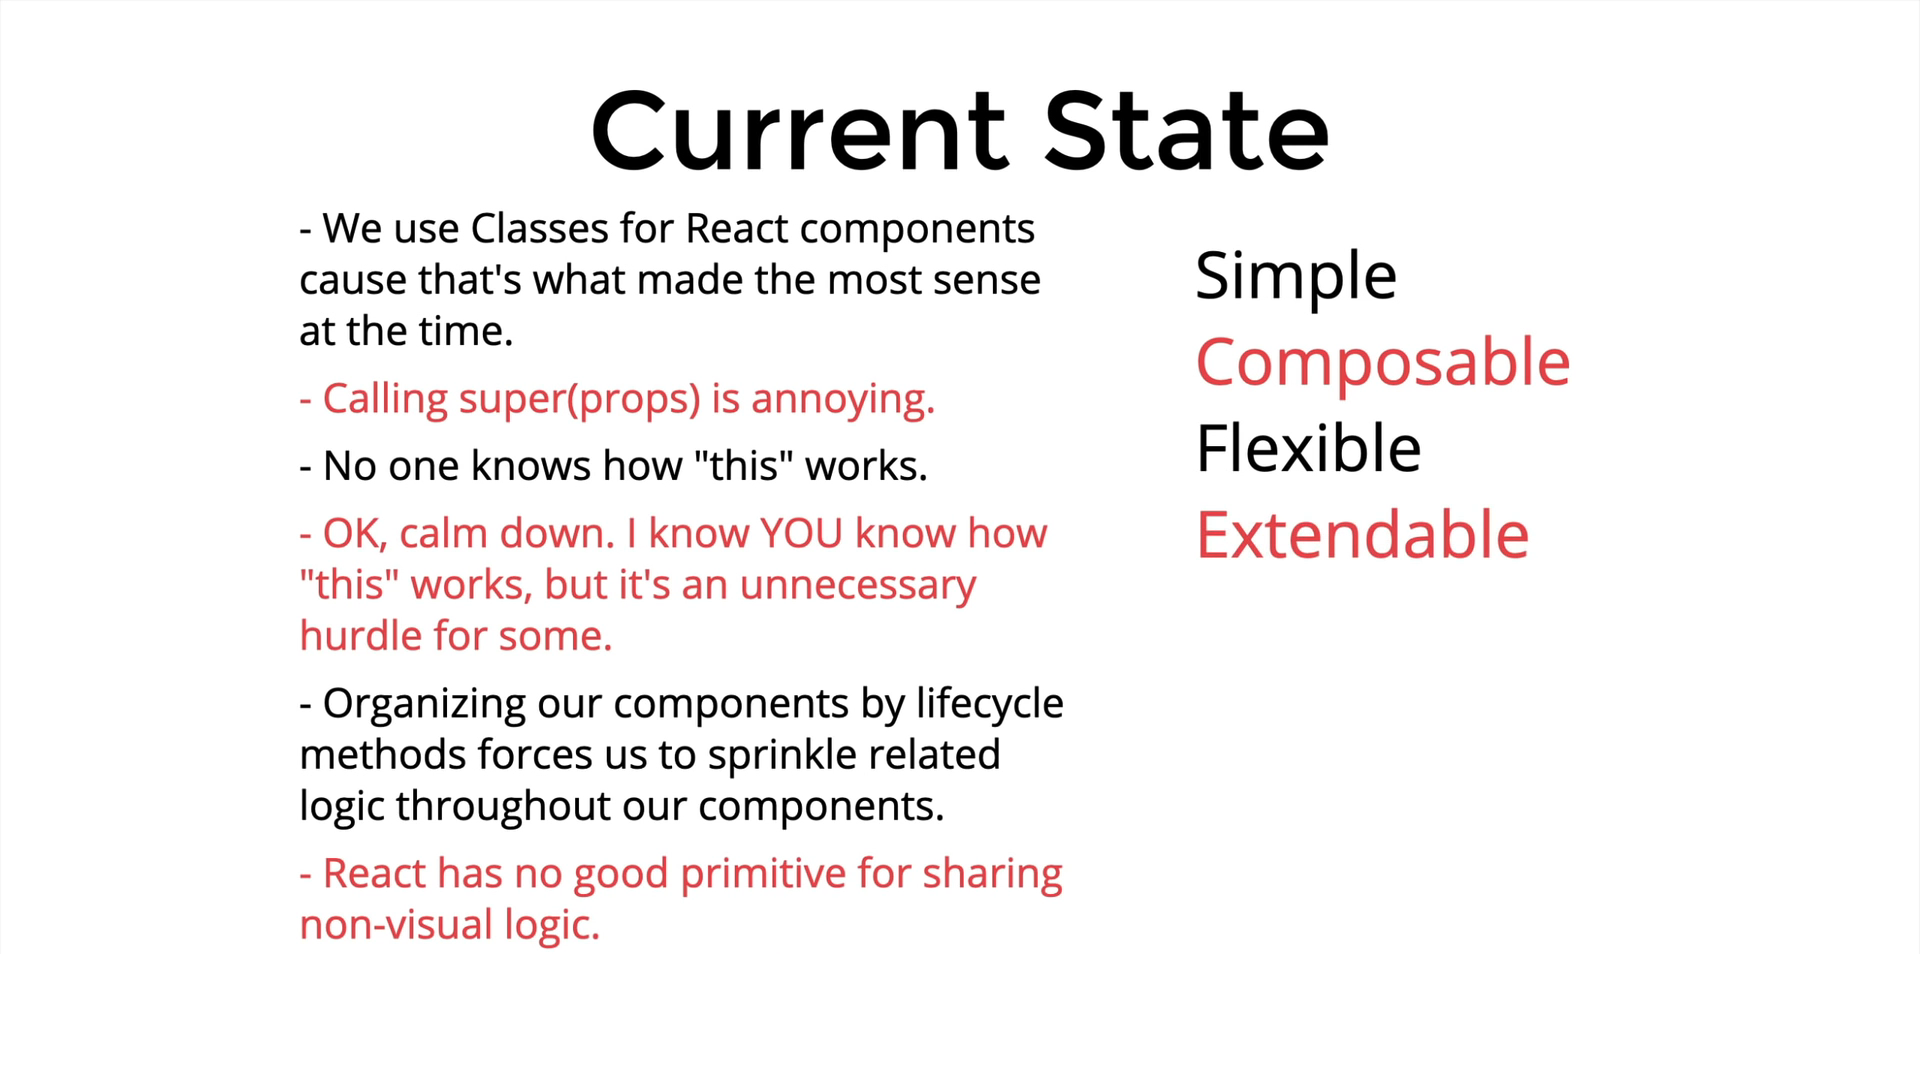 Current State
- We use Classes for React components
cause that's what made the most sense
at the time.
- Calling super(props) is annoying.
- No one knows how "this" works.
- OK, calm down. I know YOU know how
"this" works, but it's an unnecessary
hurdle for some.
- Organizing our components by lifecycle
methods forces us to sprinkle related
logic throughout our components.
- React has no good primitive for sharing
non-visual logic.
Simple
Composable
Flexible
Extendable